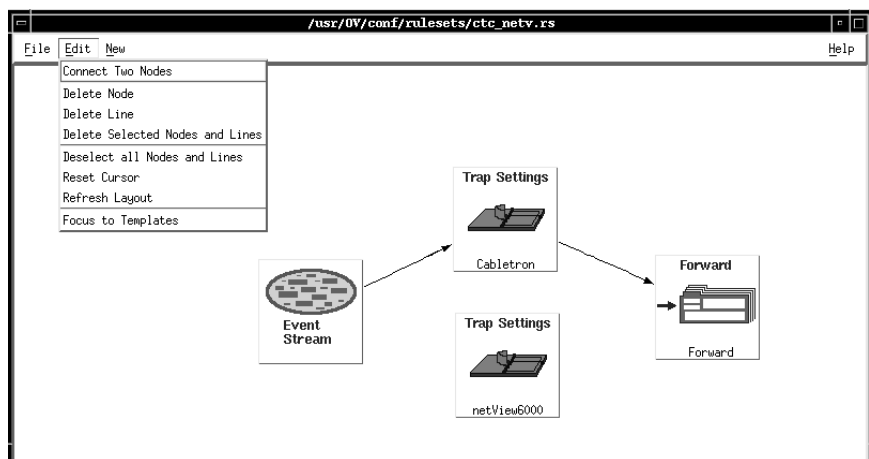 /usr/OV/conf/rulesets/ctc_netv.rs
File Edit New Help
Connect Two Nodes
Delete Node
Delete Line
Delete Selected Nodes and Lines
Deselect all Nodes and Lines
Reset Cursor
Refresh Layout
Focus to Templates
Trap Settings
Cabletron
Event
Stream
Forward
Forward
Trap Settings
netView6000